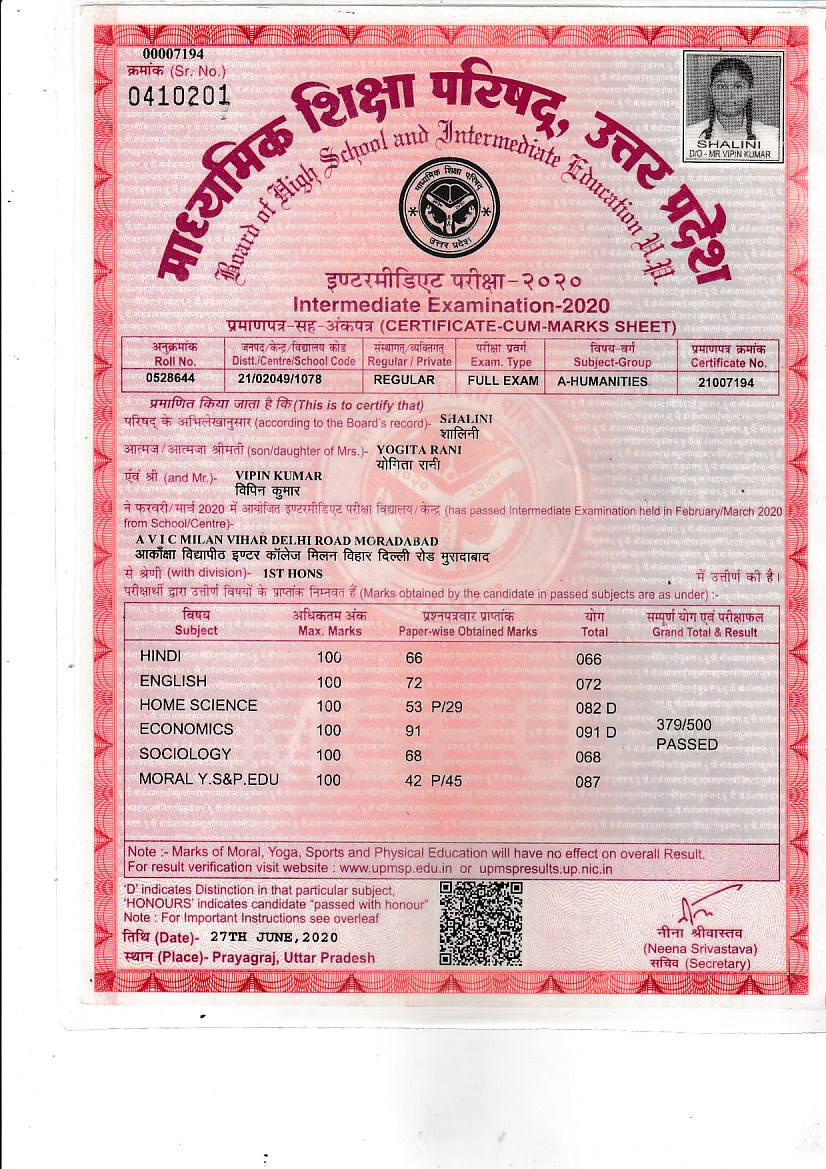 00007194
क्रमांक (Sr. No.)
0410201
माध्यमिक शिक्षा परिषद्, उत्तर प्रदेश
Board of High School and Intermediate Education U.P.
माध्यमिक शिक्षा परिषद्
उत्तर प्रदेश
SHALINI
D/O - MR VIPIN KUMAR
इण्टरमीडिएट परीक्षा-२०२०
Intermediate Examination-2020
प्रमाणपत्र-सह-अंकपत्र (CERTIFICATE-CUM-MARKS SHEET)
अनुक्रमांक जनपद/केन्द्र/विद्यालय कोड संस्थागत/व्यक्तिगत परीक्षा प्रवर्ग विषय-वर्ग प्रमाणपत्र क्रमांक
Roll No. Distt./Centre/School Code Regular / Private Exam. Type Subject-Group Certificate No.
0528644 21/02049/1078 REGULAR FULL EXAM A-HUMANITIES 21007194
प्रमाणित किया जाता है कि (This is to certify that)
परिषद् के अभिलेखानुसार (according to the Board's record)- SHALINI
शालिनी
आत्मज/आत्मजा श्रीमती (son/daughter of Mrs.)- YOGITA RANI
योगिता रानी
एवं श्री (and Mr.)- VIPIN KUMAR
विपिन कुमार
ने फरवरी/मार्च 2020 में आयोजित इण्टरमीडिएट परीक्षा विद्यालय/केन्द्र (has passed Intermediate Examination held in February/March 2020
from School/Centre)-
A V I C MILAN VIHAR DELHI ROAD MORADABAD
आकाँक्षा विद्यापीठ इण्टर कॉलेज मिलन विहार दिल्ली रोड मुरादाबाद
से श्रेणी (with division)- 1ST HONS में उत्तीर्ण की है।
परीक्षार्थी द्वारा उत्तीर्ण विषयों के प्राप्तांक निम्नवत हैं (Marks obtained by the candidate in passed subjects are as under) :-
विषय अधिकतम अंक प्रश्नपत्रवार प्राप्तांक योग सम्पूर्ण योग एवं परीक्षाफल
Subject Max. Marks Paper-wise Obtained Marks Total Grand Total & Result
HINDI 100 66 066
ENGLISH 100 72 072
HOME SCIENCE 100 53 P/29 082 D
ECONOMICS 100 91 091 D 379/500
PASSED
SOCIOLOGY 100 68 068
MORAL Y.S&P.EDU 100 42 P/45 087
Note :- Marks of Moral, Yoga, Sports and Physical Education will have no effect on overall Result.
For result verification visit website : www.upmsp.edu.in or upmspresults.up.nic.in
'D' indicates Distinction in that particular subject,
'HONOURS' indicates candidate "passed with honour"
Note : For Important Instructions see overleaf
तिथि (Date)- 27TH JUNE,2020
स्थान (Place)- Prayagraj, Uttar Pradesh
नीना श्रीवास्तव
(Neena Srivastava)
सचिव (Secretary)